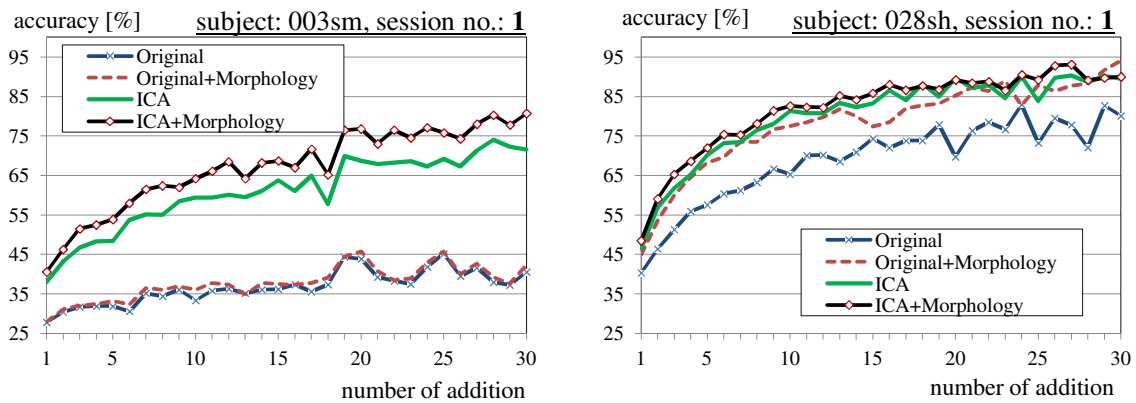 accuracy [%] subject: 003sm, session no.: 1
95
85
75
65
55
45
35
25
Original
Original+Morphology
ICA
ICA+Morphology
1 5 10 15 20 25 30
number of addition
accuracy [%] subject: 028sh, session no.: 1
95
85
75
65
55
45
35
25
Original
Original+Morphology
ICA
ICA+Morphology
1 5 10 15 20 25 30
number of addition